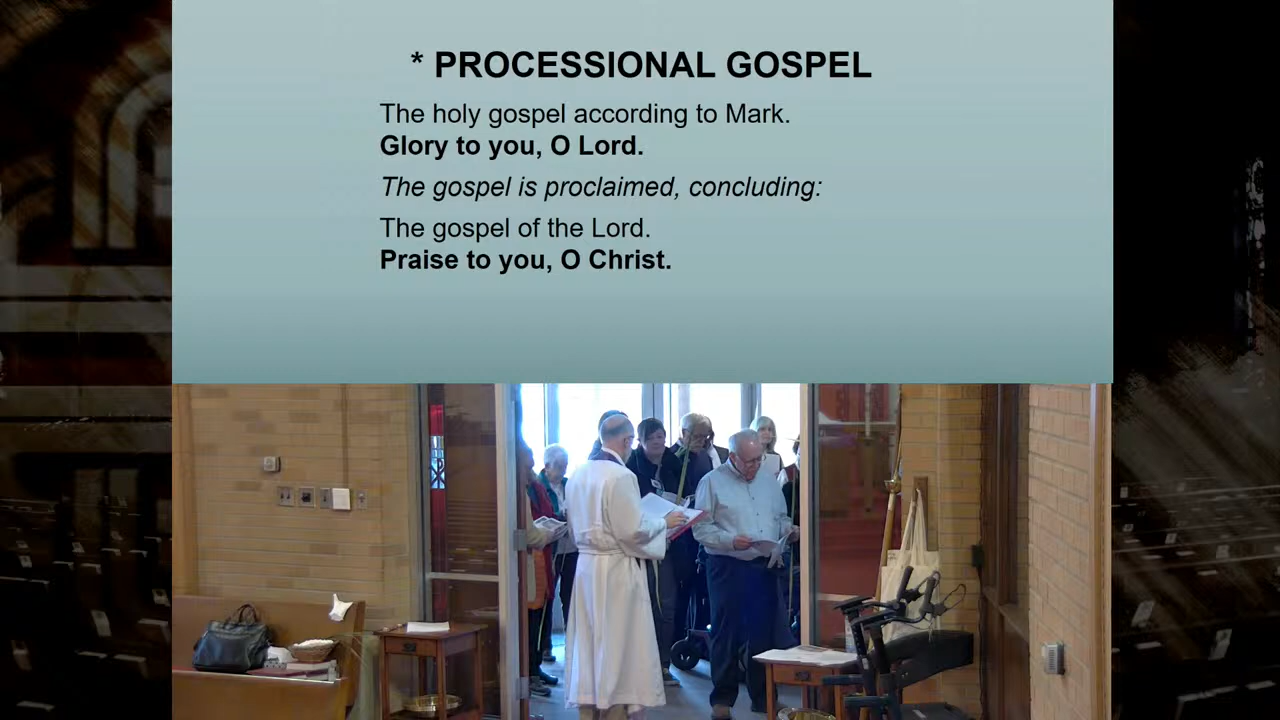 * PROCESSIONAL GOSPEL
The holy gospel according to Mark.
Glory to you, O Lord.
The gospel is proclaimed, concluding:
The gospel of the Lord.
Praise to you, O Christ.